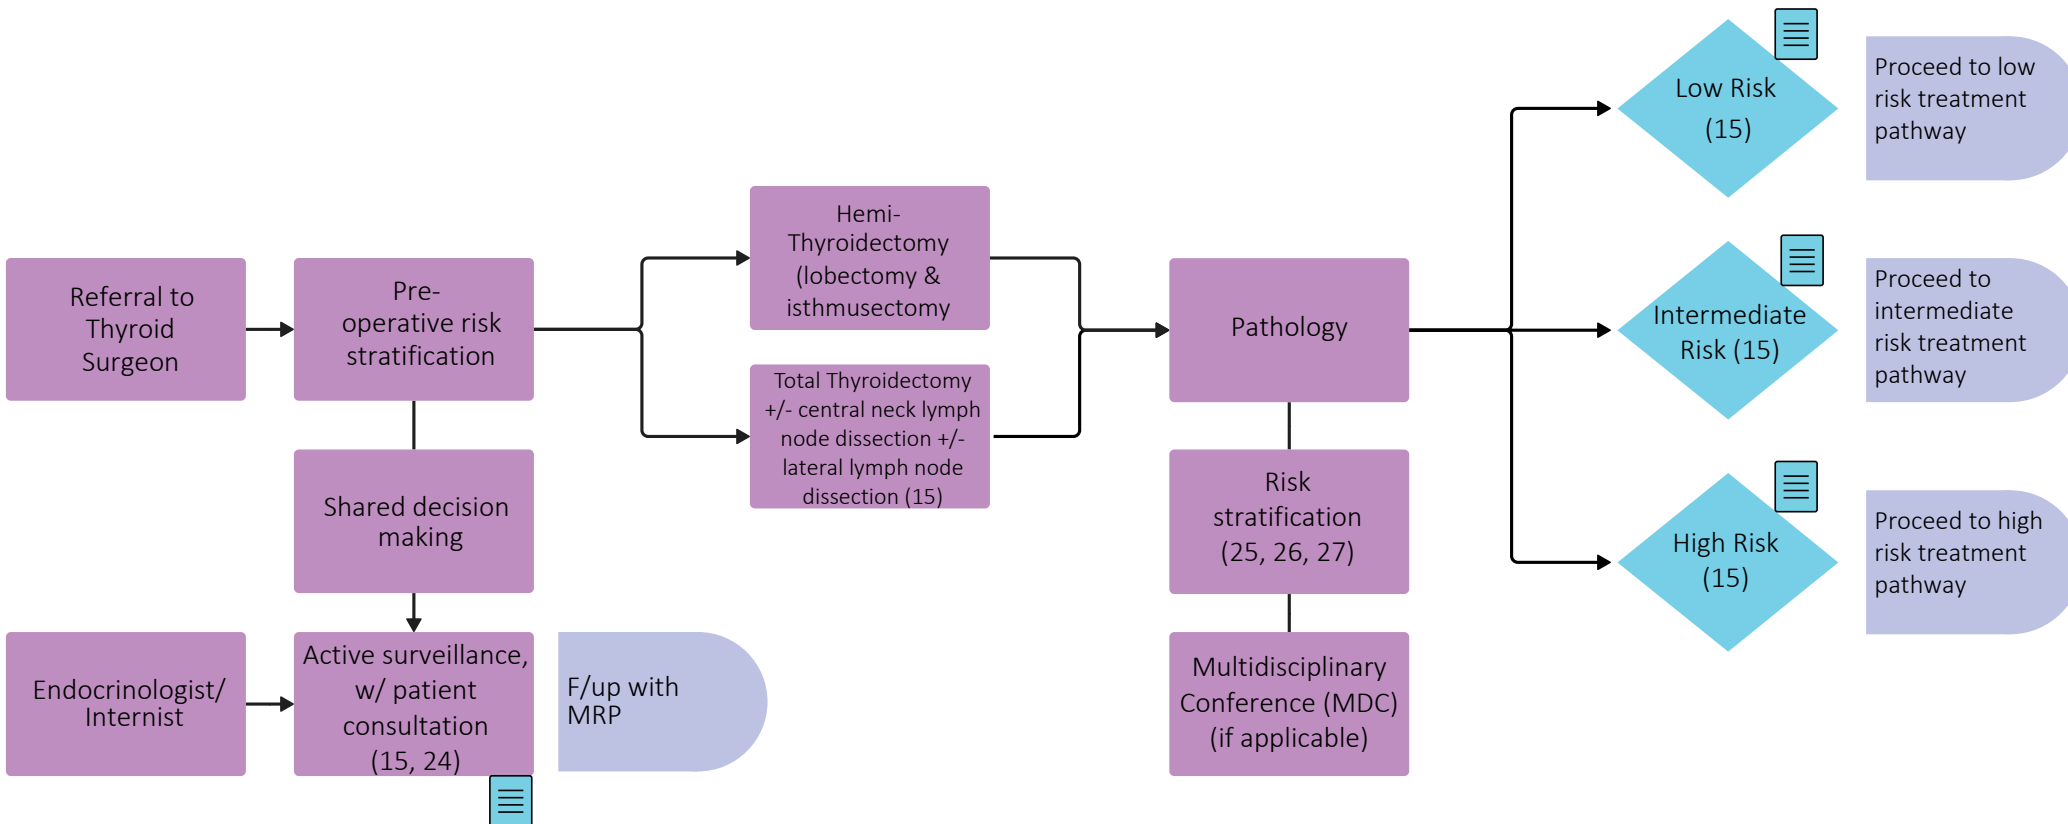 Referral to
Thyroid
Surgeon
Pre-
operative risk
stratification
Shared decision
making
Endocrinologist/
Internist
Active surveillance,
w/ patient
consultation
(15, 24)
F/up with
MRP
Hemi-
Thyroidectomy
(lobectomy &
isthmusectomy
Total Thyroidectomy
+/- central neck lymph
node dissection +/-
lateral lymph node
dissection (15)
Pathology
Risk
stratification
(25, 26, 27)
Multidisciplinary
Conference (MDC)
(if applicable)
Low Risk
(15)
Proceed to low
risk treatment
pathway
Intermediate
Risk (15)
Proceed to
intermediate
risk treatment
pathway
High Risk
(15)
Proceed to high
risk treatment
pathway